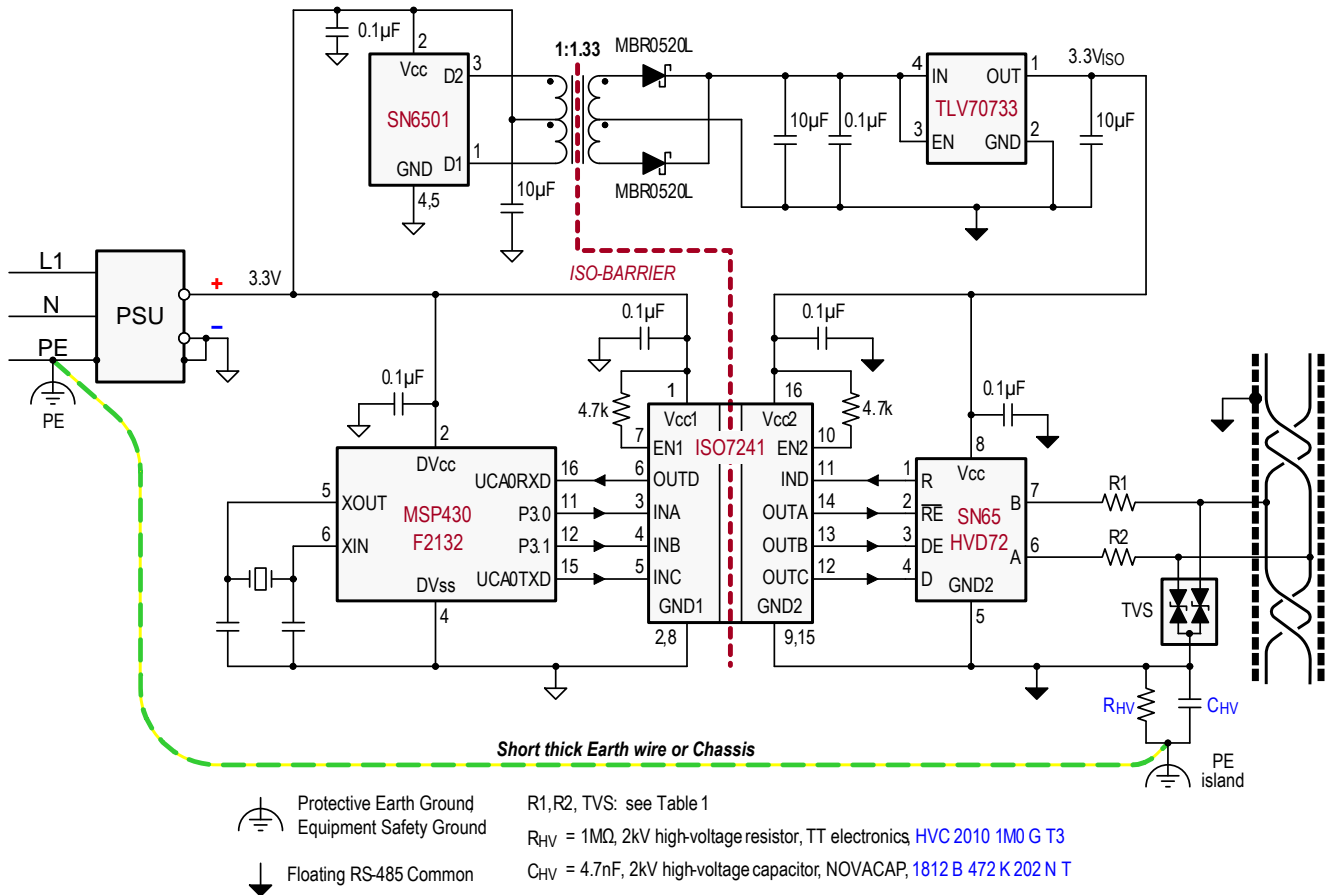 0.1µF
2
Vcc
D2
3
SN6501
D1
1
GND
4,5
1:1.33
MBR0520L
MBR0520L
10µF
10µF
0.1µF
4
IN
OUT
1
TLV70733
3
EN
GND
2
3.3VISO
10µF
ISO-BARRIER
L1
N
PE
PSU
+
–
3.3V
PE
0.1µF
2
DVcc
5
XOUT
6
XIN
MSP430
F2132
UCA0RXD
16
P3.0
11
P3.1
12
UCA0TXD
15
DVss
4
0.1µF
4.7k
1
Vcc1
7
EN1
6
OUTD
3
INA
4
INB
5
INC
GND1
2,8
ISO7241
0.1µF
4.7k
16
Vcc2
EN2
10
IND
11
OUTA
14
OUTB
13
OUTC
12
GND2
9,15
0.1µF
8
Vcc
1
R
2
RE
3
DE
4
D
SN65
HVD72
B
7
A
6
GND2
5
R1
R2
TVS
RHV
CHV
PE
island
Short thick Earth wire or Chassis
Protective Earth Ground
Equipment Safety Ground
Floating RS-485 Common
R1,R2, TVS: see Table 1
RHV = 1MΩ, 2kV high-voltage resistor, TT electronics, HVC 2010 1M0 G T3
CHV = 4.7nF, 2kV high-voltage capacitor, NOVACAP, 1812 B 472 K 202 N T